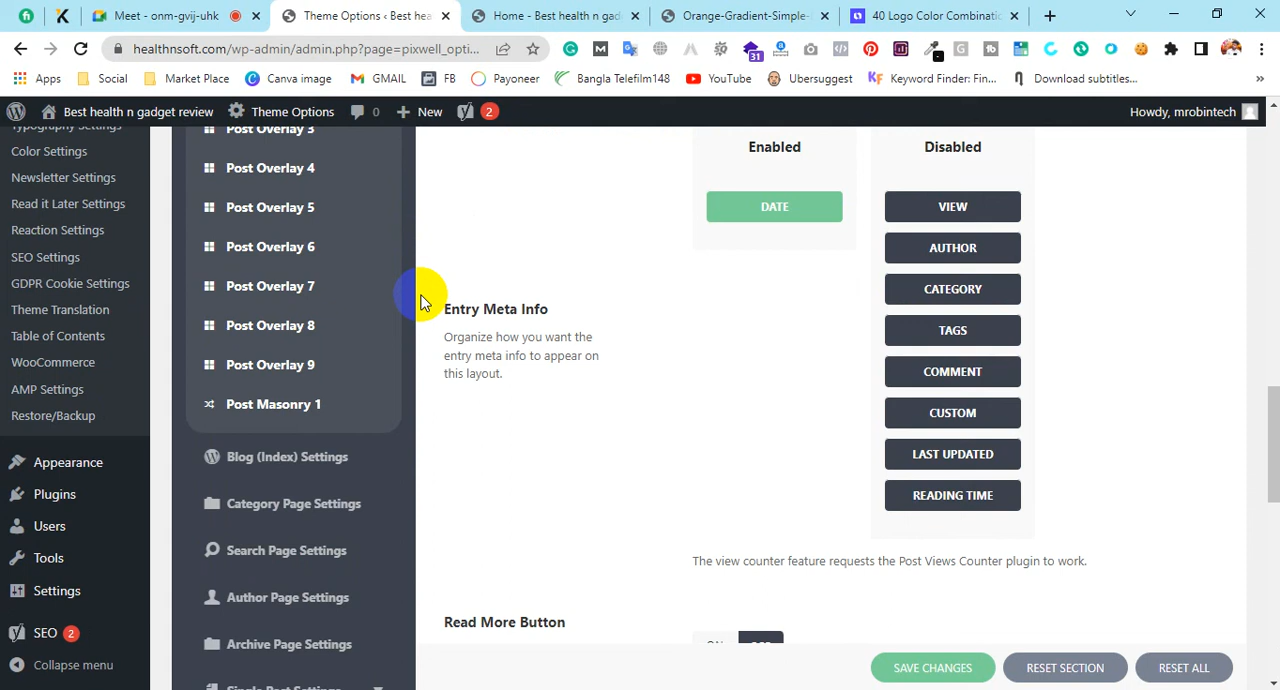 Meet - onm-gvij-uhk
Theme Options ‹ Best hea
Home - Best health n gad
Orange-Gradient-Simple-
40 Logo Color Combinatic
healthnsoft.com/wp-admin/admin.php?page=pixwell_opti...
31
Apps
Social
Market Place
Canva image
GMAIL
FB
Payoneer
Bangla Telefilm148
YouTube
Ubersuggest
Keyword Finder: Fin...
Download subtitles...
»
Best health n gadget review
Theme Options
0
New
2
Howdy, mrobintech
Typography Settings
Color Settings
Newsletter Settings
Read it Later Settings
Reaction Settings
SEO Settings
GDPR Cookie Settings
Theme Translation
Table of Contents
WooCommerce
AMP Settings
Restore/Backup
Appearance
Plugins
Users
Tools
Settings
SEO 2
Collapse menu
Post Overlay 3
Post Overlay 4
Post Overlay 5
Post Overlay 6
Post Overlay 7
Post Overlay 8
Post Overlay 9
Post Masonry 1
Blog (Index) Settings
Category Page Settings
Search Page Settings
Author Page Settings
Archive Page Settings
Single Post Settings
Entry Meta Info
Organize how you want the
entry meta info to appear on
this layout.
Enabled
DATE
Disabled
VIEW
AUTHOR
CATEGORY
TAGS
COMMENT
CUSTOM
LAST UPDATED
READING TIME
The view counter feature requests the Post Views Counter plugin to work.
Read More Button
ON OFF
SAVE CHANGES
RESET SECTION
RESET ALL